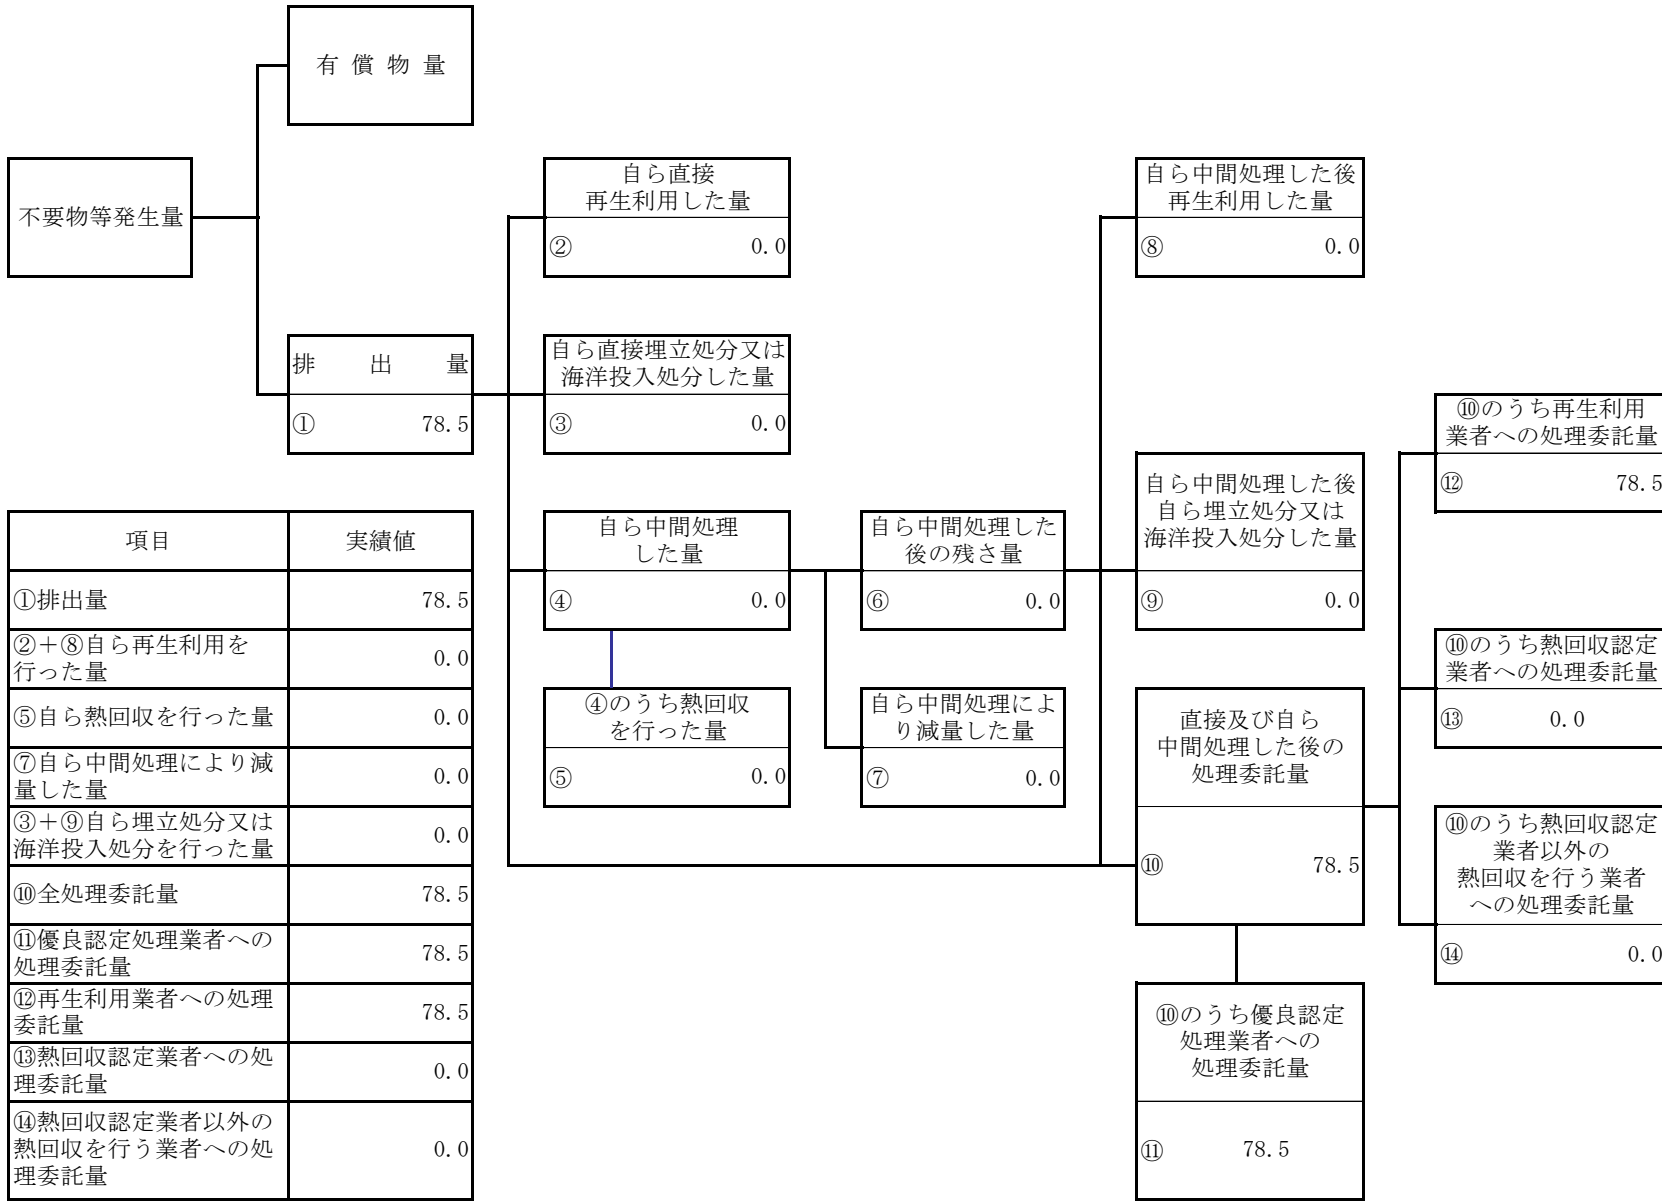 有償物量
不要物等発生量
排出量
① 78.5
自ら直接
再生利用した量
② 0.0
自ら直接埋立処分又は
海洋投入処分した量
③ 0.0
自ら中間処理
した量
④ 0.0
④のうち熱回収
を行った量
⑤ 0.0
自ら中間処理した
後の残さ量
⑥ 0.0
自ら中間処理によ
り減量した量
⑦ 0.0
自ら中間処理した後
再生利用した量
⑧ 0.0
自ら中間処理した後
自ら埋立処分又は
海洋投入処分した量
⑨ 0.0
直接及び自ら
中間処理した後の
処理委託量
⑩ 78.5
⑩のうち優良認定
処理業者への
処理委託量
⑪ 78.5
⑩のうち再生利用
業者への処理委託量
⑫ 78.5
⑩のうち熱回収認定
業者への処理委託量
⑬ 0.0
⑩のうち熱回収認定
業者以外の
熱回収を行う業者
への処理委託量
⑭ 0.0
項目 実績値
①排出量 78.5
②＋⑧自ら再生利用を
行った量 0.0
⑤自ら熱回収を行った量 0.0
⑦自ら中間処理により減
量した量 0.0
③＋⑨自ら埋立処分又は
海洋投入処分を行った量 0.0
⑩全処理委託量 78.5
⑪優良認定処理業者への
処理委託量 78.5
⑫再生利用業者への処理
委託量 78.5
⑬熱回収認定業者への処
理委託量 0.0
⑭熱回収認定業者以外の
熱回収を行う業者への処
理委託量 0.0